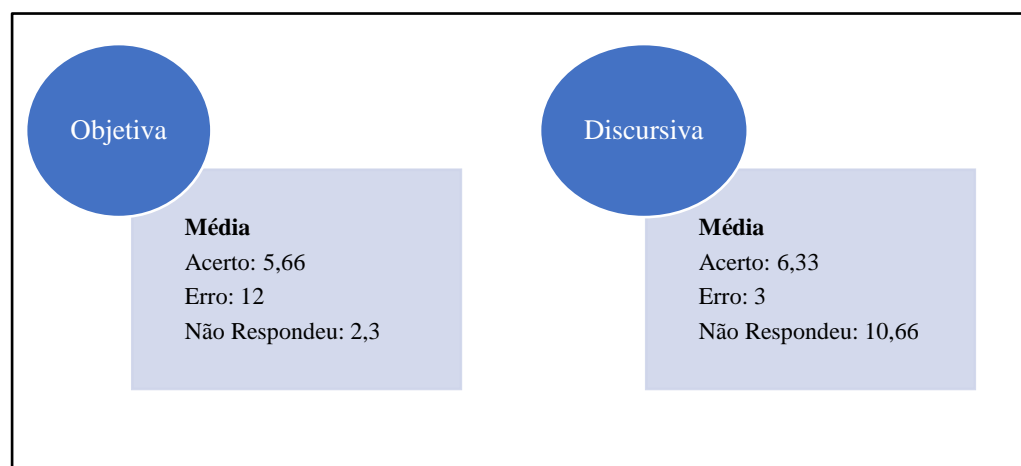 Objetiva
Média
Acerto: 5,66
Erro: 12
Não Respondeu: 2,3
Discursiva
Média
Acerto: 6,33
Erro: 3
Não Respondeu: 10,66